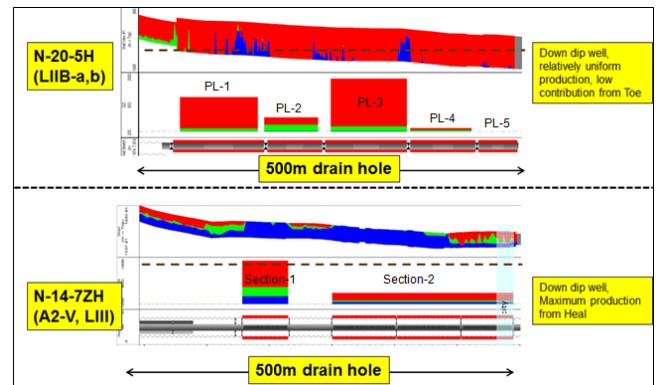 N-20-5H
(LIIB-a,b)
PL-1
PL-2
PL-3
PL-4
PL-5
Down dip well,
relatively uniform
production, low
contribution from Toe
500m drain hole
N-14-7ZH
(A2-V, LIII)
Section-1
Section-2
Down dip well,
Maximum production
from Heal
500m drain hole